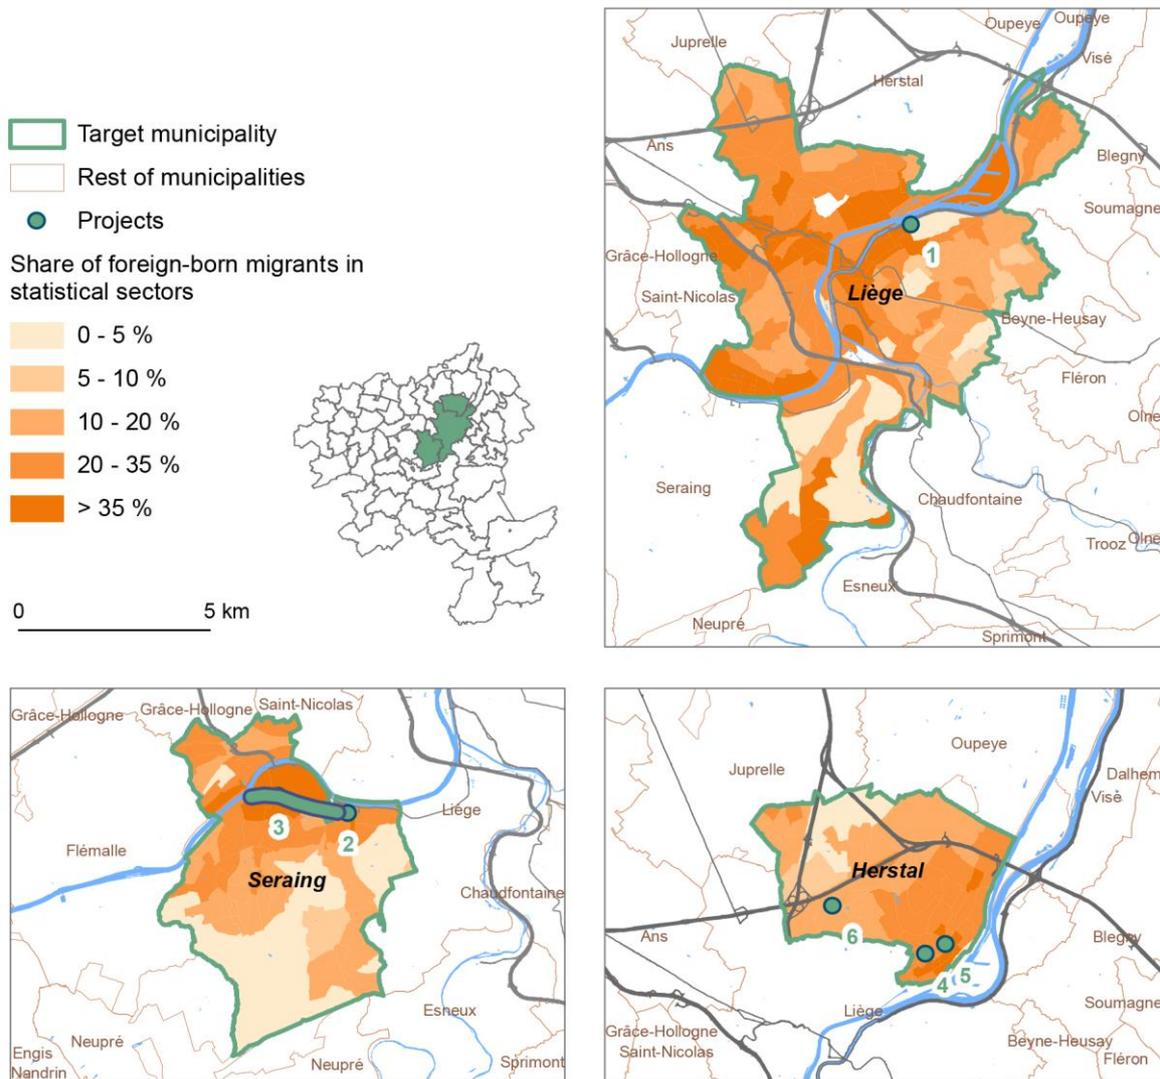 Target municipality
Rest of municipalities
Projects
Share of foreign-born migrants in
statistical sectors
0 - 5 %
5 - 10 %
10 - 20 %
20 - 35 %
> 35 %
0 5 km
Oupeye Oupeye
Juprelle
Visé
Herstal
Ans
Blegny
Soumagne
1
Grâce-Hollogne
Saint-Nicolas
Liège
Beyne-Heusay
Fléron
Olne
Seraing
Chaudfontaine
Trooz Olne
Esneux
Neupré
Sprimont
Grâce-Hollogne Grâce-Hollogne Saint-Nicolas
Liège
3
2
Flémalle
Seraing
Chaudfontaine
Esneux
Neupré
Engis
Nandrin
Neupré
Sprimont
Oupeye
Juprelle
Dalhem
Visé
Herstal
Ans
6
Blegny
5
4
Liège
Soumagne
Grâce-Hollogne
Saint-Nicolas
Beyne-Heusay
Fléron